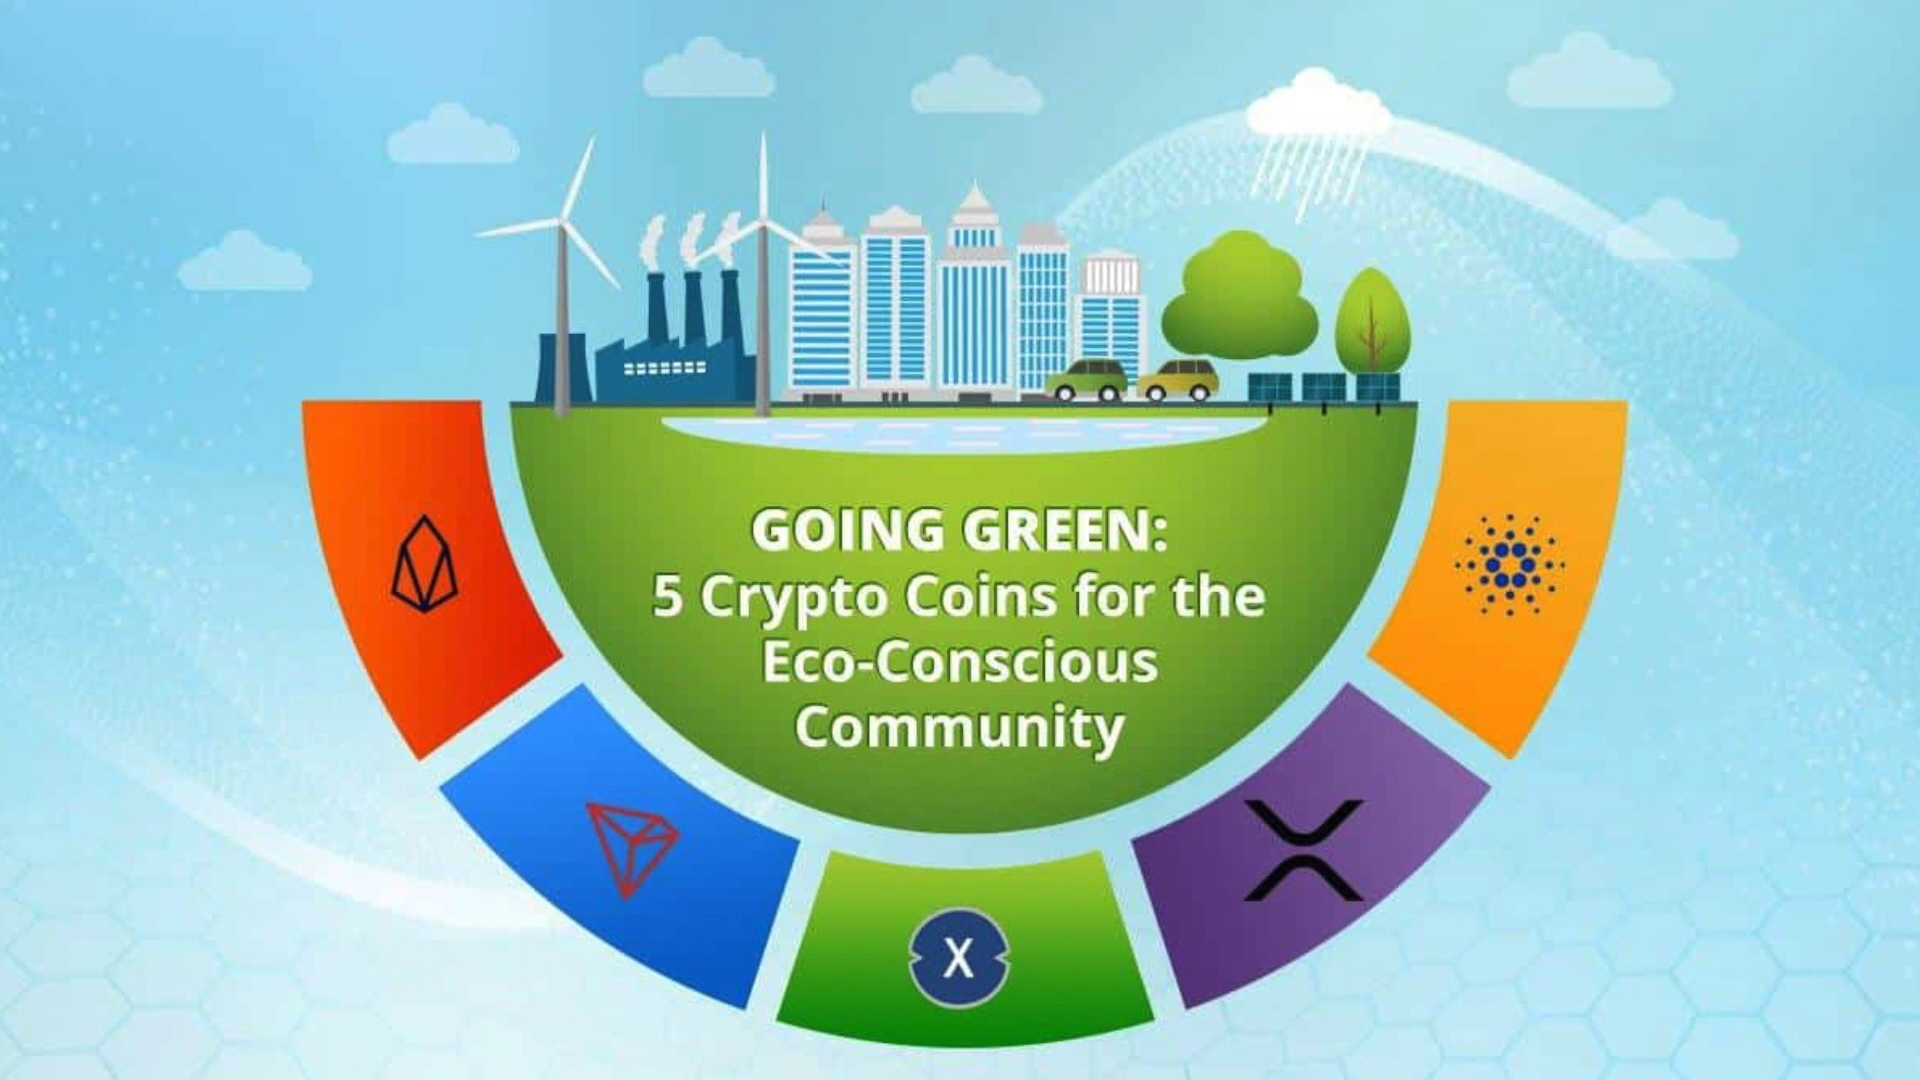 GOING GREEN:
5 Crypto Coins for the
Eco-Conscious
Community
X